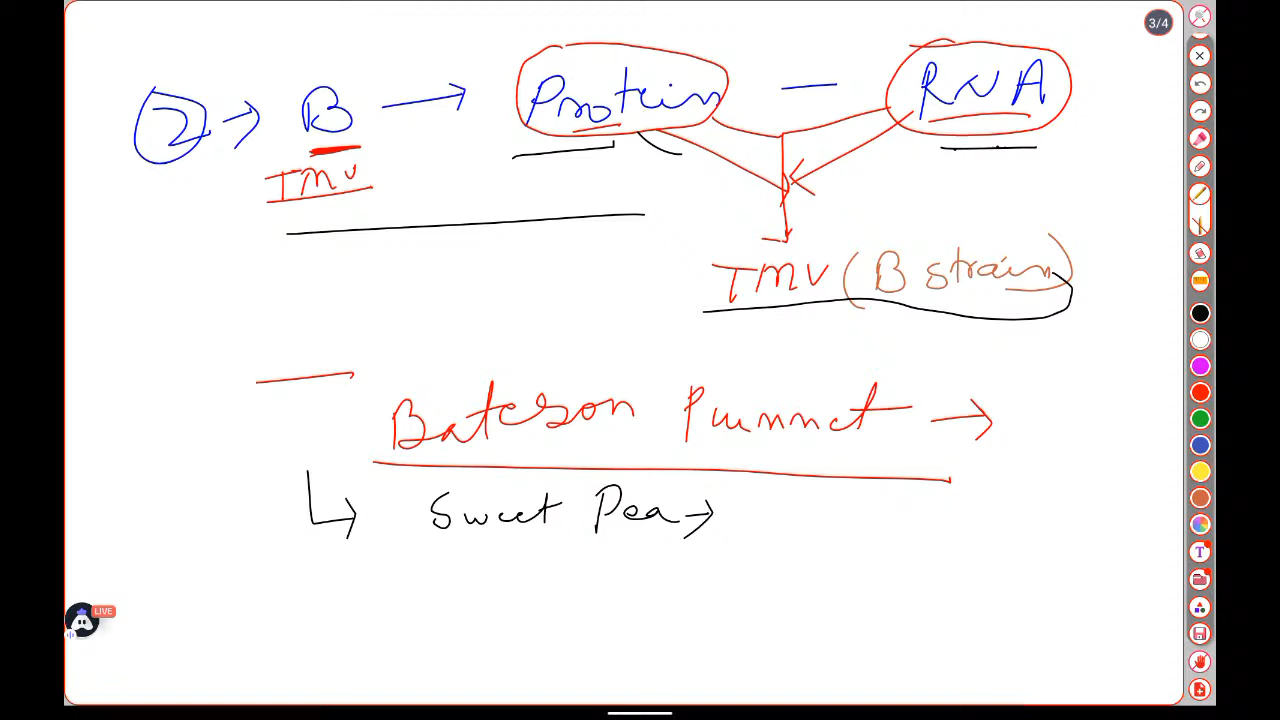 3/4
2 → B → Protein — RNA
TMV
TMV (B strain)
Bateson Punnet →
Sweet Pea →
LIVE
T